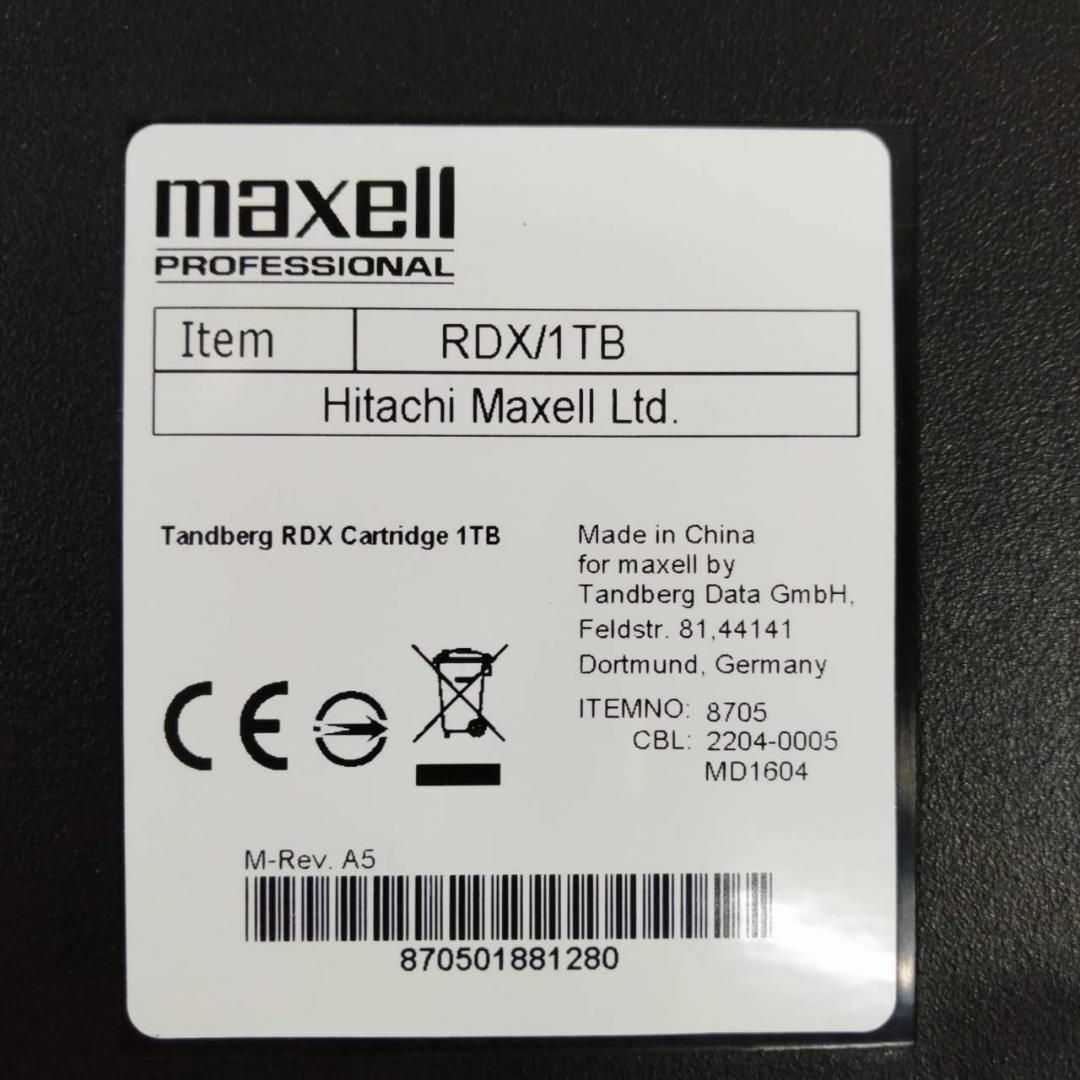 maxell
PROFESSIONAL
Item RDX/1TB
Hitachi Maxell Ltd.
Tandberg RDX Cartridge 1TB
Made in China
for maxell by
Tandberg Data GmbH,
Feldstr. 81,44141
Dortmund, Germany
ITEMNO: 8705
CBL: 2204-0005
MD1604
CE
M-Rev. A5
870501881280